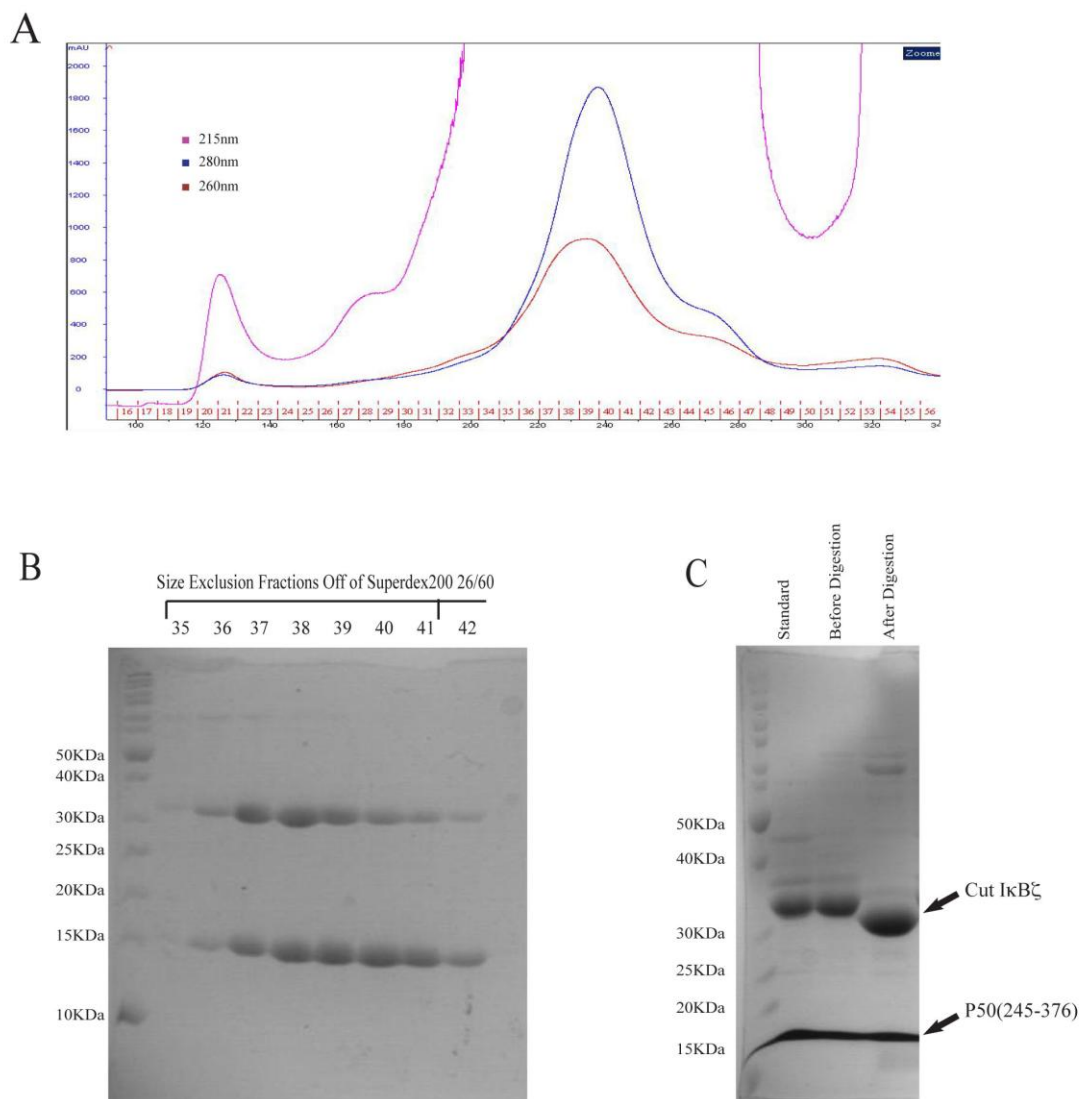 A
mAU
Zoome
2000
1800
1600
1400
1200
1000
800
600
400
200
0
215nm
280nm
260nm
16 17 18 19 20 21 22 23 24 25 26 27 28 29 30 31 32 33 34 35 36 37 38 39 40 41 42 43 44 45 46 47 48 49 50 51 52 53 54 55 56
100 120 140 160 180 200 220 240 260 280 300 320
B
Size Exclusion Fractions Off of Superdex200 26/60
35 36 37 38 39 40 41 42
50KDa
40KDa
30KDa
25KDa
20KDa
15KDa
10KDa
C
Standard
Before Digestion
After Digestion
50KDa
40KDa
30KDa
25KDa
20KDa
15KDa
Cut IκBζ
P50(245-376)